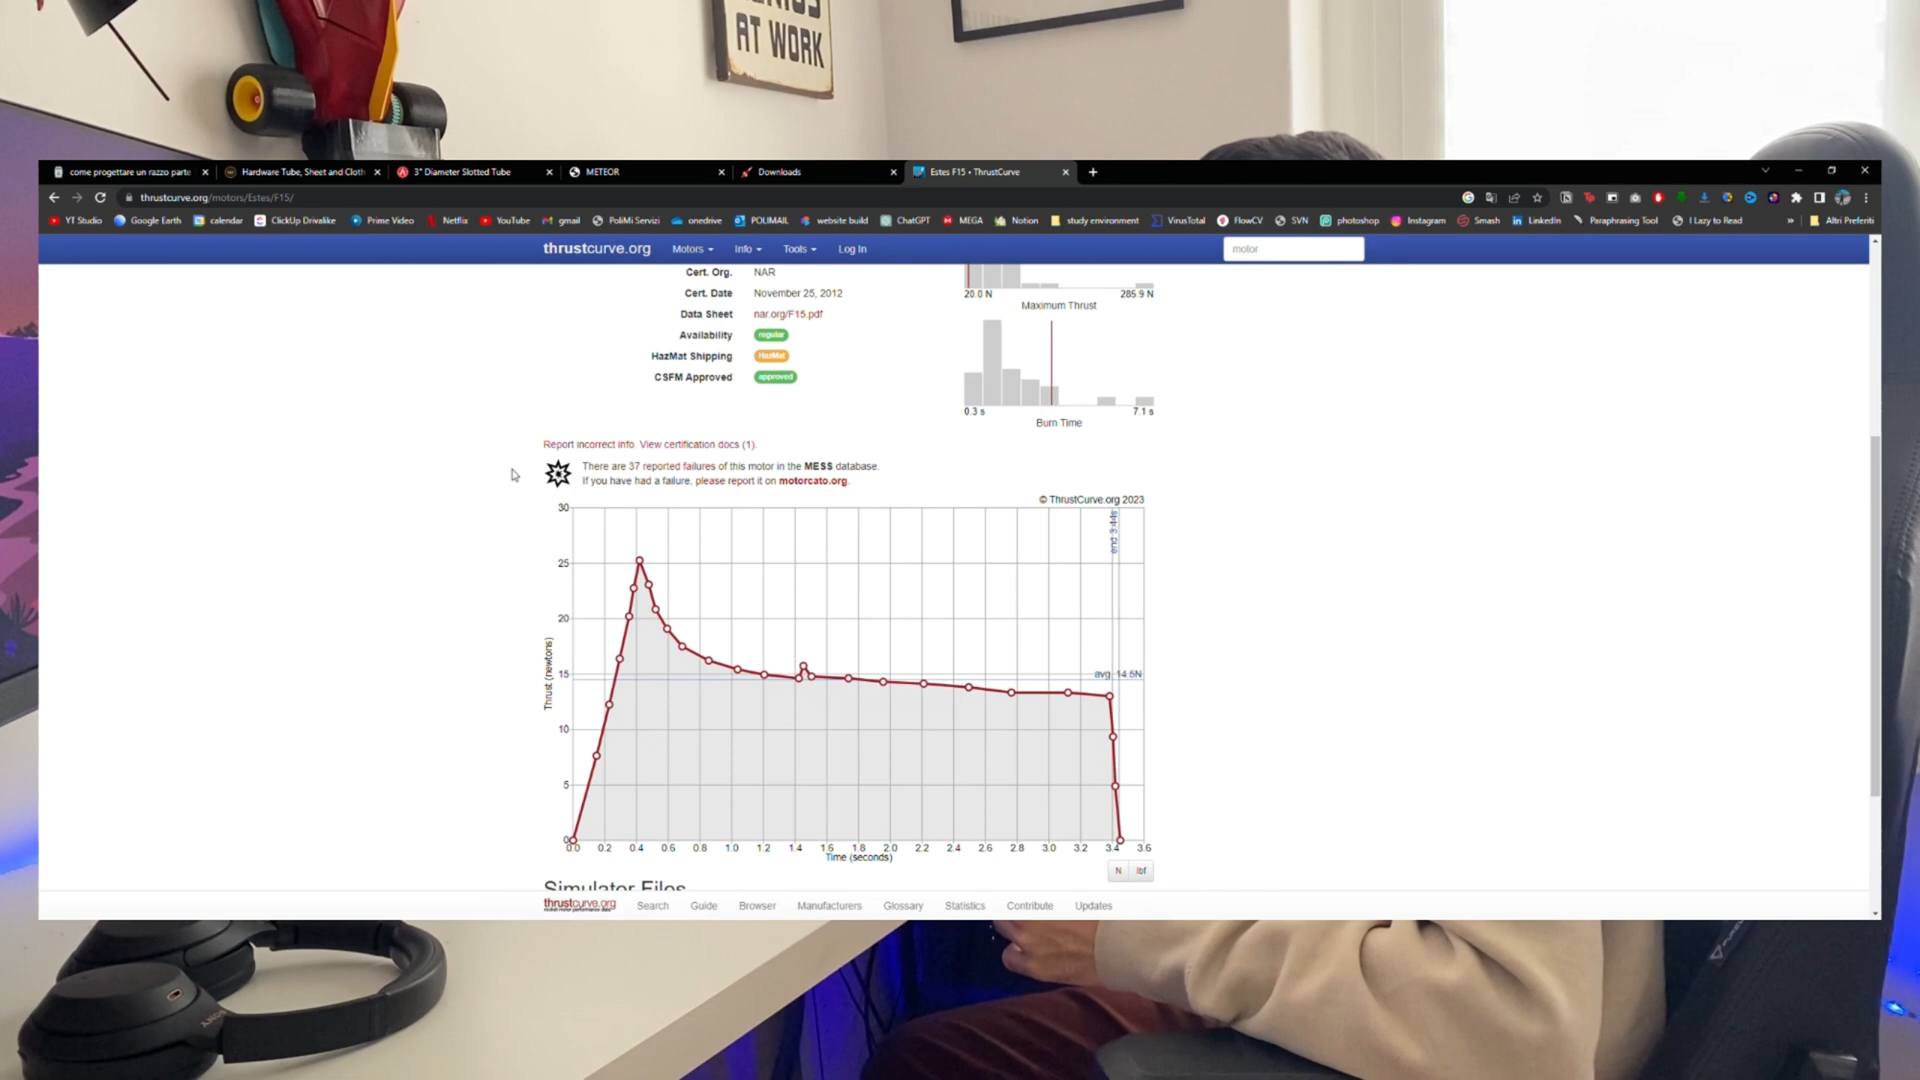 AT WORK
come progettare un razzo parte
Hardware Tube, Sheet and Cloth
3" Diameter Slotted Tube
METEOR
Downloads
Estes F15 • ThrustCurve
thrustcurve.org/motors/Estes/F15/
YT Studio Google Earth calendar ClickUp Drivalike Prime Video Netflix YouTube gmail PoliMi Servizi onedrive POLIMAIL website build ChatGPT MEGA Notion study environment VirusTotal FlowCV SVN photoshop Instagram Smash LinkedIn Paraphrasing Tool I Lazy to Read » Altri Preferiti
thrustcurve.org Motors Info Tools Log In motor
Cert. Org. NAR
Cert. Date November 25, 2012
Data Sheet nar.org/F15.pdf
Availability regular
HazMat Shipping HazMat
CSFM Approved approved
20.0 N 285.9 N
Maximum Thrust
0.3 s 7.1 s
Burn Time
Report incorrect info. View certification docs (1).
There are 37 reported failures of this motor in the MESS database.
If you have had a failure, please report it on motorcato.org.
© ThrustCurve.org 2023
30
25
20
15
10
5
0
Thrust (newtons)
end 3.44s
avg. 14.5N
0.0 0.2 0.4 0.6 0.8 1.0 1.2 1.4 1.6 1.8 2.0 2.2 2.4 2.6 2.8 3.0 3.2 3.4 3.6
Time (seconds)
N lbf
Simulator Files
thrustcurve.org Search Guide Browser Manufacturers Glossary Statistics Contribute Updates
SONY